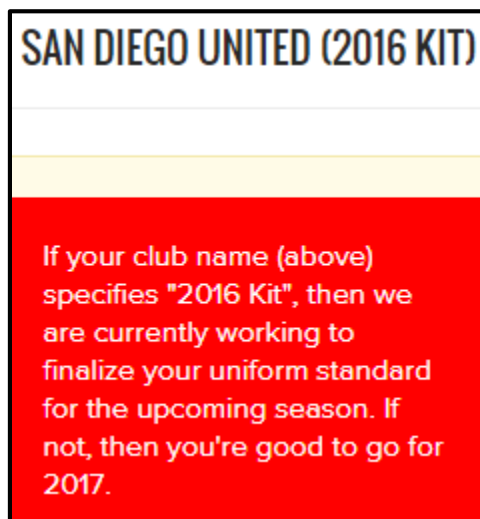 SAN DIEGO UNITED (2016 KIT)
If your club name (above)
specifies "2016 Kit", then we
are currently working to
finalize your uniform standard
for the upcoming season. If
not, then you're good to go for
2017.